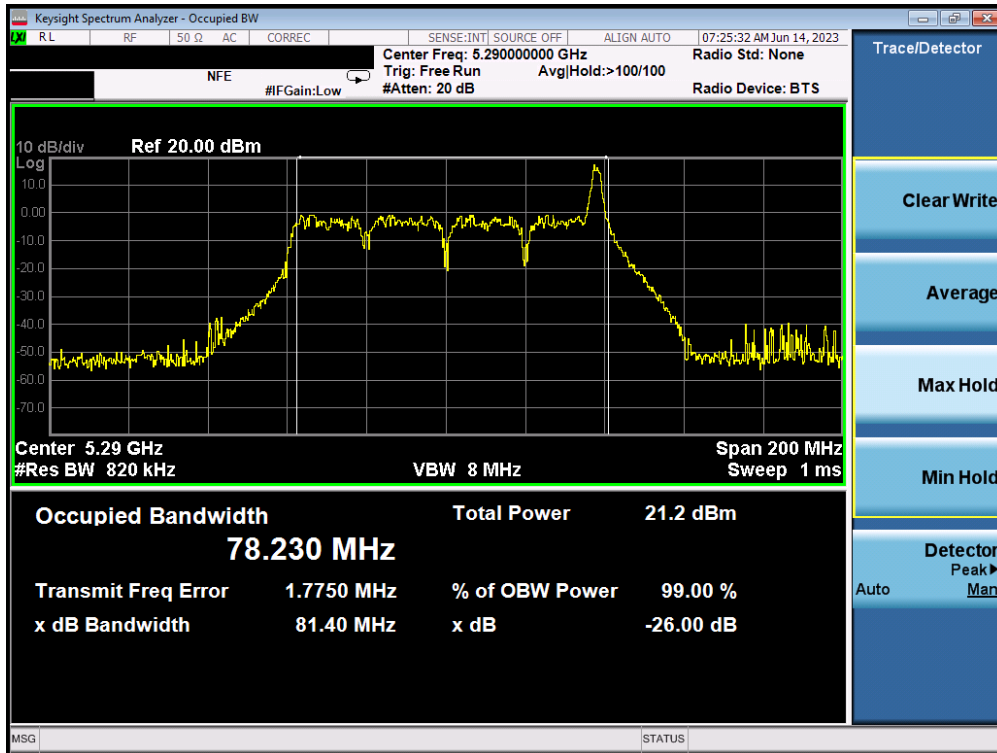 Keysight Spectrum Analyzer - Occupied BW
LXI RL RF 50 Ω AC CORREC SENSE:INT SOURCE OFF ALIGN AUTO 07:25:32 AM Jun 14, 2023
Center Freq: 5.290000000 GHz Radio Std: None
NFE Trig: Free Run Avg|Hold:>100/100
#IFGain:Low #Atten: 20 dB Radio Device: BTS
10 dB/div Ref 20.00 dBm
Log
10.0
0.00
-10.0
-20.0
-30.0
-40.0
-50.0
-60.0
-70.0
Center 5.29 GHz Span 200 MHz
#Res BW 820 kHz VBW 8 MHz Sweep 1 ms
Occupied Bandwidth Total Power 21.2 dBm
78.230 MHz
Transmit Freq Error 1.7750 MHz % of OBW Power 99.00 %
x dB Bandwidth 81.40 MHz x dB -26.00 dB
MSG STATUS
Trace/Detector
Clear Write
Average
Max Hold
Min Hold
Detector
Peak▶
Auto Man